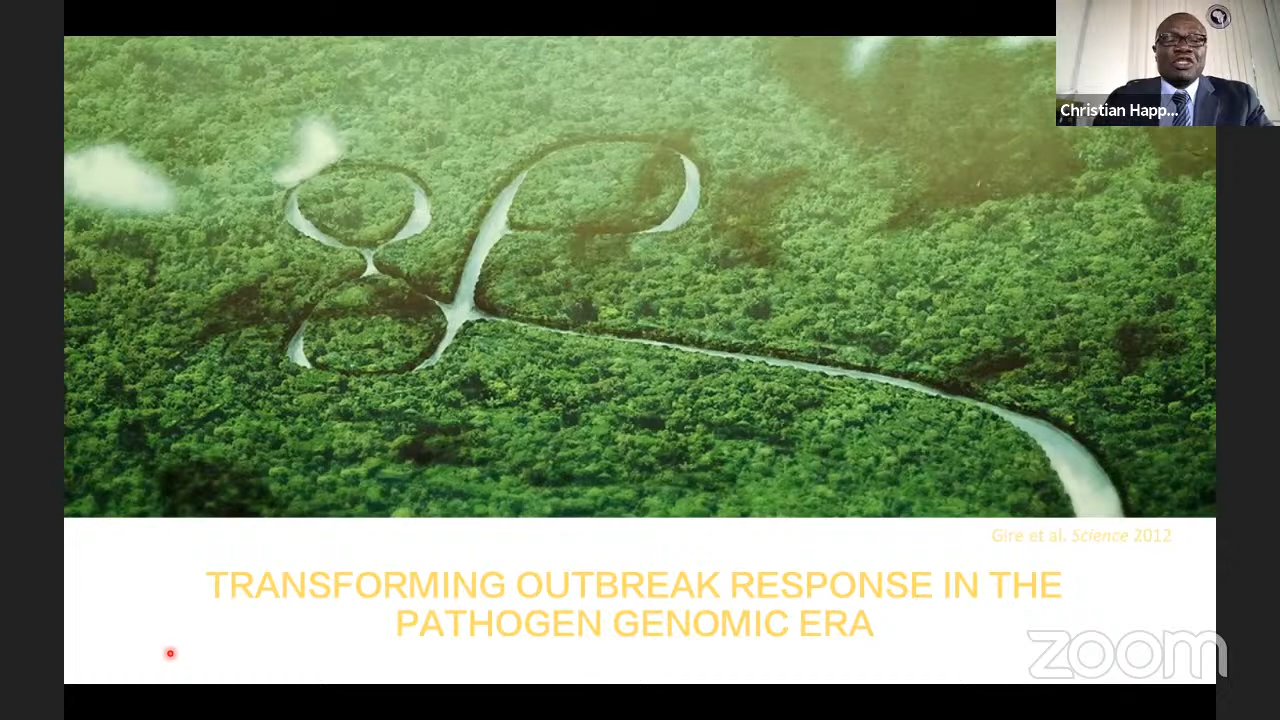 Christian Happ...
Gire et al. Science 2012
TRANSFORMING OUTBREAK RESPONSE IN THE
PATHOGEN GENOMIC ERA
zoom